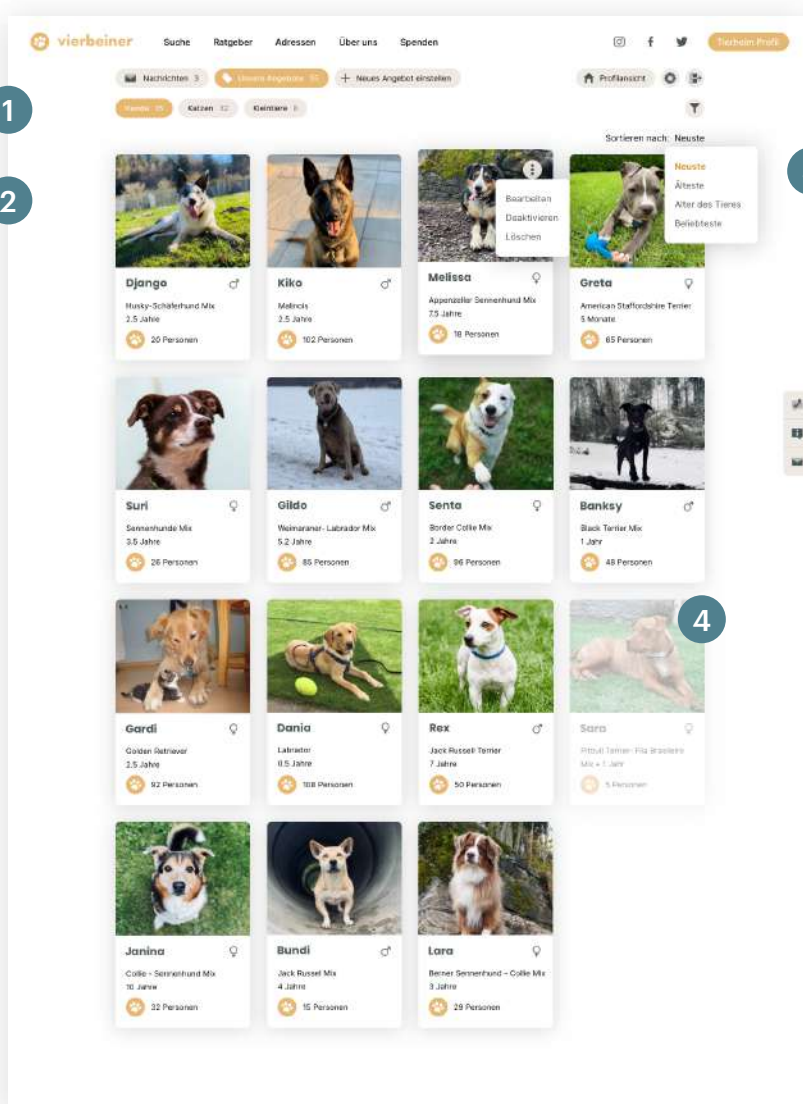 vierbeiner
Suche Ratgeber Adressen Über uns Spenden
Tierheim Profil
Nachrichten 3 Unsere Angebote + Neues Angebot einstellen Profilansicht
1
Hunde Katzen 12 Kleintiere 8
Sortieren nach: Neuste
Neuste
Älteste
Alter des Tieres
Beliebteste
2
Bearbeiten
Deaktivieren
Löschen
Django Kiko Melissa Greta
Husky-Schäferhund Mix Malinois Appenzeller Sennenhund Mix American Staffordshire Terrier
2.5 Jahre 2.5 Jahre 7.5 Jahre 5 Monate
20 Personen 102 Personen 18 Personen 65 Personen
Suri Gildo Senta Banksy
Sennenhunde Mix Weimaraner- Labrador Mix Border Collie Mix Black Terrier Mix
3.5 Jahre 5.2 Jahre 2 Jahre 1 Jahr
26 Personen 85 Personen 96 Personen 48 Personen
4
Gardi Dania Rex Sara
Golden Retriever Labrador Jack Russell Terrier Pittbull Terrier- Fila Brasileiro
2.5 Jahre 0.5 Jahre 7 Jahre Mix • 1 Jahr
92 Personen 108 Personen 50 Personen 5 Personen
Janina Bundi Lara
Collie - Sennenhund Mix Jack Russel Mix Berner Sennenhund - Collie Mix
10 Jahre 4 Jahre 3 Jahre
32 Personen 15 Personen 29 Personen